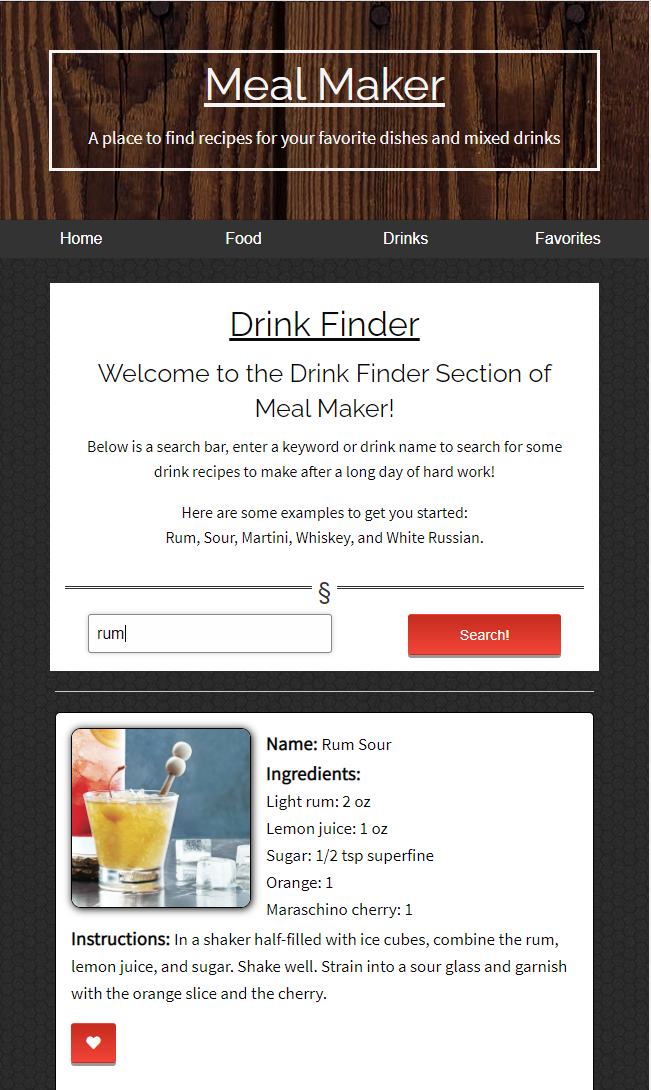 Meal Maker
A place to find recipes for your favorite dishes and mixed drinks
Home Food Drinks Favorites
Drink Finder
Welcome to the Drink Finder Section of
Meal Maker!
Below is a search bar, enter a keyword or drink name to search for some
drink recipes to make after a long day of hard work!
Here are some examples to get you started:
Rum, Sour, Martini, Whiskey, and White Russian.
§
rum Search!
Name: Rum Sour
Ingredients:
Light rum: 2 oz
Lemon juice: 1 oz
Sugar: 1/2 tsp superfine
Orange: 1
Maraschino cherry: 1
Instructions: In a shaker half-filled with ice cubes, combine the rum,
lemon juice, and sugar. Shake well. Strain into a sour glass and garnish
with the orange slice and the cherry.